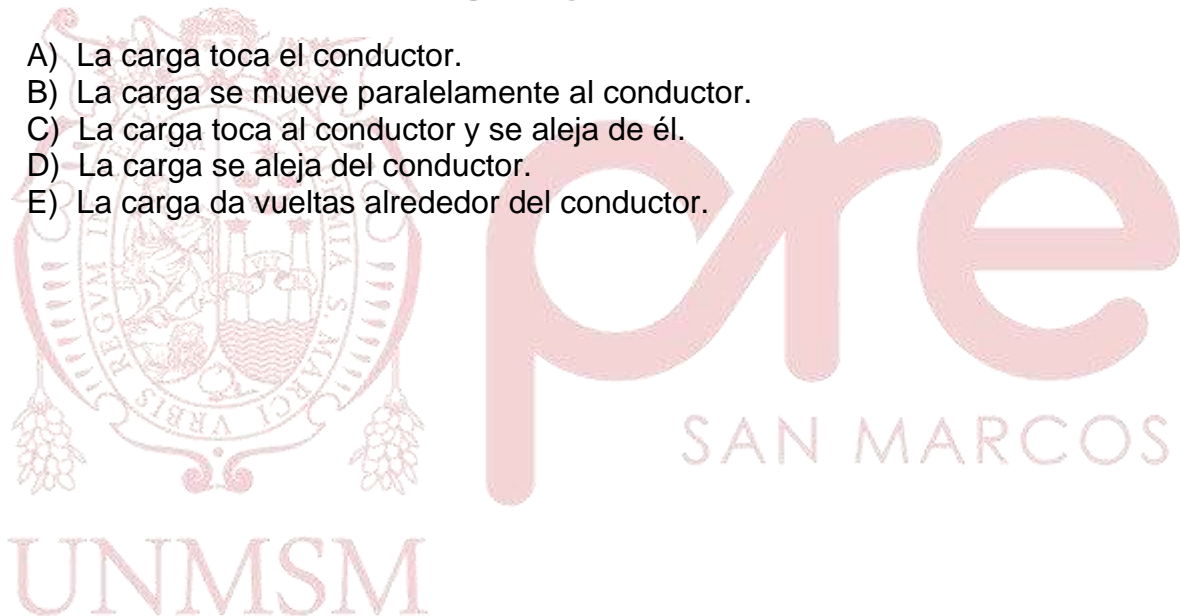 A) La carga toca el conductor.
B) La carga se mueve paralelamente al conductor.
C) La carga toca al conductor y se aleja de él.
D) La carga se aleja del conductor.
E) La carga da vueltas alrededor del conductor.
pre
SAN MARCOS
UNMSM